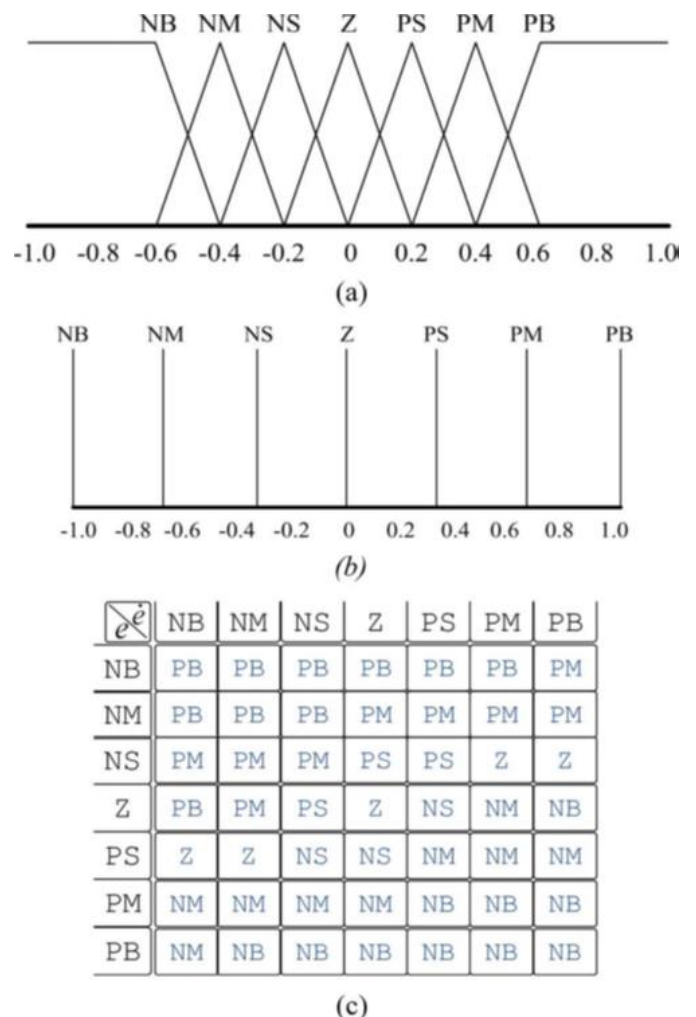 NB NM NS Z PS PM PB
-1.0 -0.8 -0.6 -0.4 -0.2 0 0.2 0.4 0.6 0.8 1.0
(a)
NB NM NS Z PS PM PB
-1.0 -0.8 -0.6 -0.4 -0.2 0 0.2 0.4 0.6 0.8 1.0
(b)
e ė NB NM NS Z PS PM PB
NB PB PB PB PB PB PB PM
NM PB PB PB PM PM PM PM
NS PM PM PM PS PS Z Z
Z PB PM PS Z NS NM NB
PS Z Z NS NS NM NM NM
PM NM NM NM NM NB NB NB
PB NM NB NB NB NB NB NB
(c)